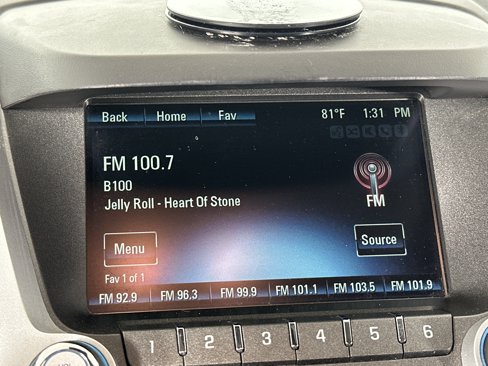 Back Home Fav 81°F 1:31 PM
FM 100.7
B100
Jelly Roll - Heart Of Stone
FM
Menu
Source
Fav 1 of 1
FM 92.9 FM 96.3 FM 99.9 FM 101.1 FM 103.5 FM 101.9
1 2 3 4 5 6
VOL